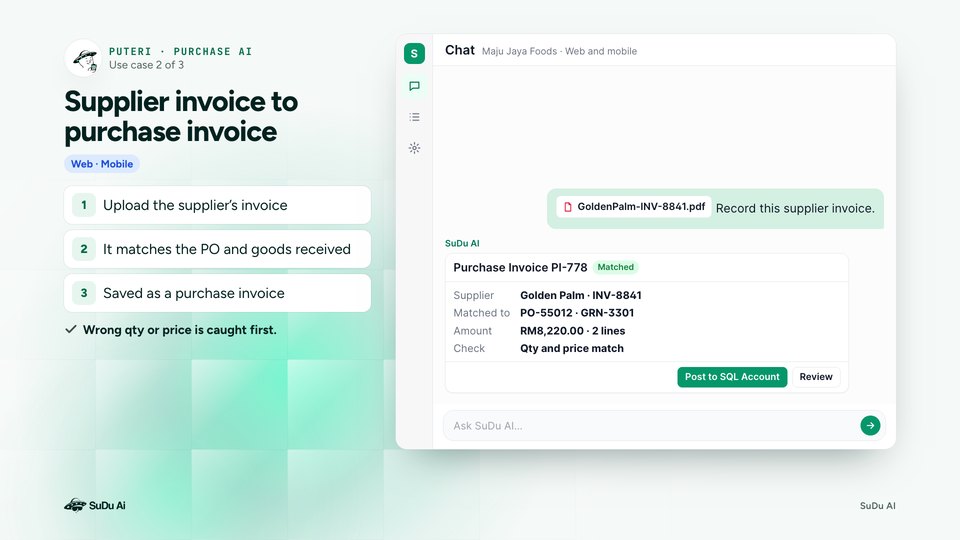 PUTERI · PURCHASE AI
Use case 2 of 3
Supplier invoice to
purchase invoice
Web · Mobile
1 Upload the supplier's invoice
2 It matches the PO and goods received
3 Saved as a purchase invoice
Wrong qty or price is caught first.
SuDu Ai
S
Chat Maju Jaya Foods · Web and mobile
GoldenPalm-INV-8841.pdf Record this supplier invoice.
SuDu AI
Purchase Invoice PI-778 Matched
Supplier Golden Palm · INV-8841
Matched to PO-55012 · GRN-3301
Amount RM8,220.00 · 2 lines
Check Qty and price match
Post to SQL Account Review
Ask SuDu AI...
SuDu AI